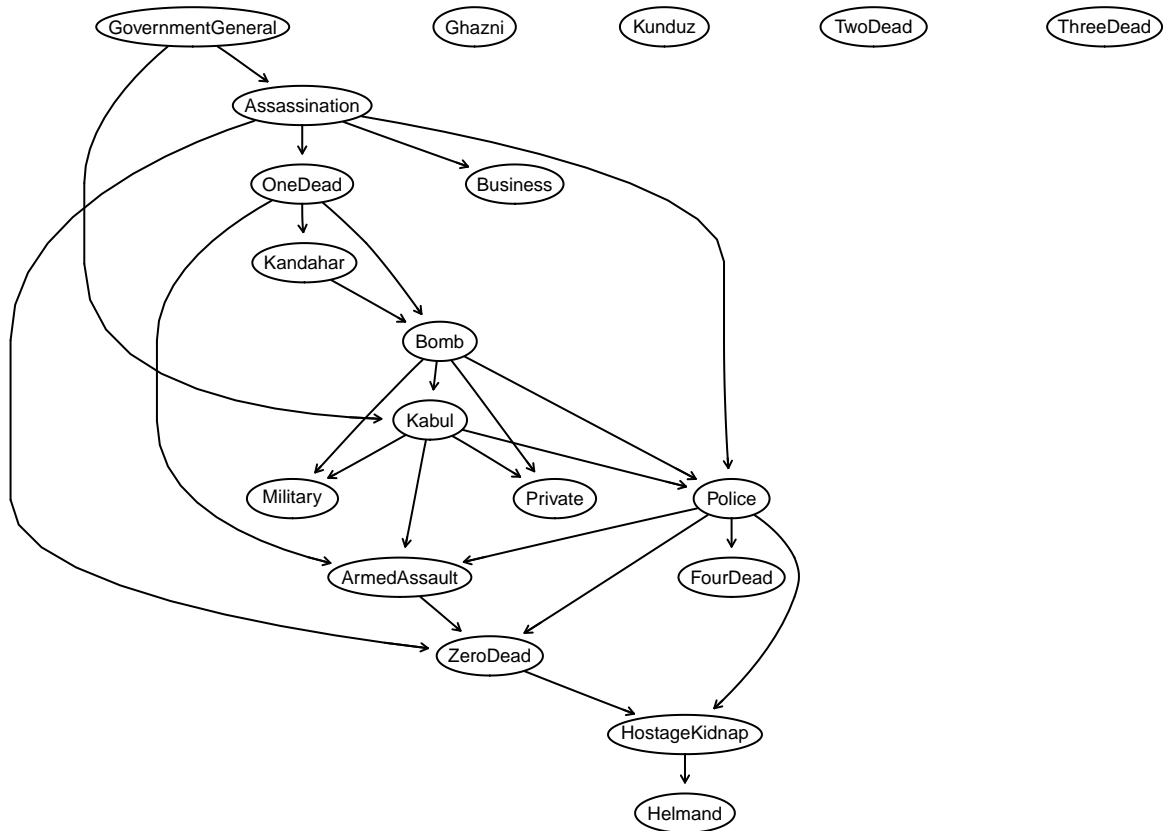 GovernmentGeneral
Ghazni
Kunduz
TwoDead
ThreeDead
Assassination
OneDead
Business
Kandahar
Bomb
Kabul
Military
Private
Police
ArmedAssault
FourDead
ZeroDead
HostageKidnap
Helmand